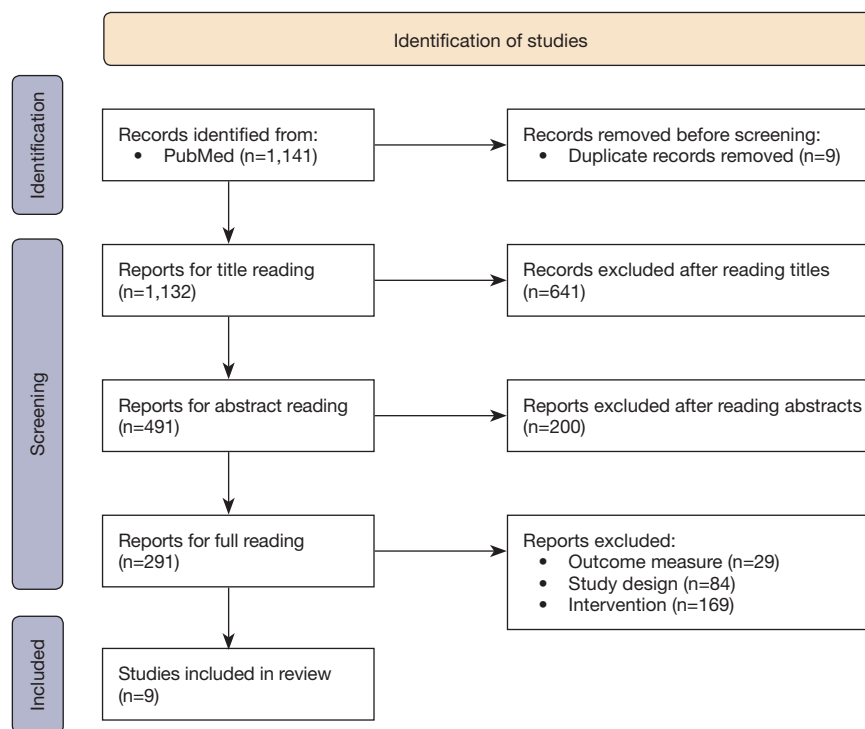 Identification of studies
Identification
Records identified from:
• PubMed (n=1,141)
Records removed before screening:
• Duplicate records removed (n=9)
Screening
Reports for title reading
(n=1,132)
Records excluded after reading titles
(n=641)
Reports for abstract reading
(n=491)
Reports excluded after reading abstracts
(n=200)
Reports for full reading
(n=291)
Reports excluded:
• Outcome measure (n=29)
• Study design (n=84)
• Intervention (n=169)
Included
Studies included in review
(n=9)